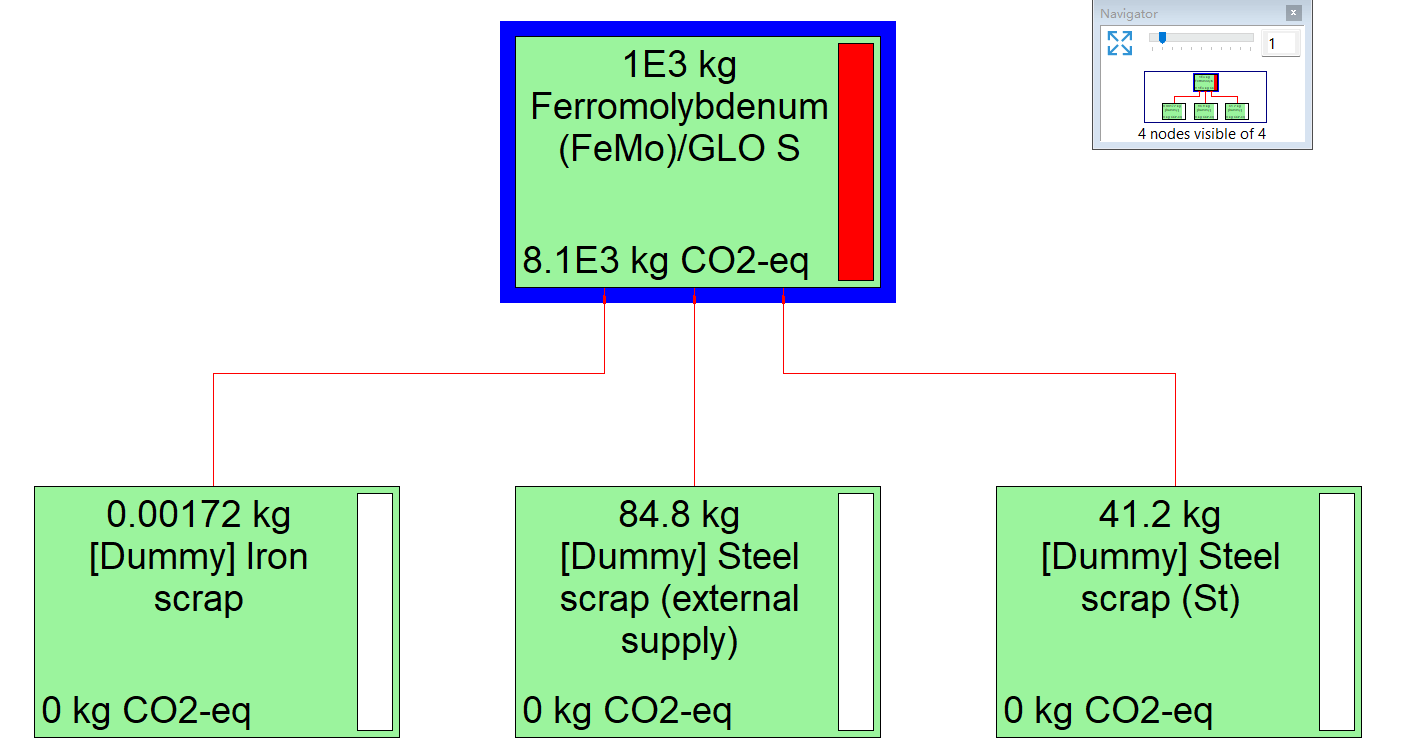 Navigator
1
4 nodes visible of 4
1E3 kg
Ferromolybdenum
(FeMo)/GLO S
8.1E3 kg CO2-eq
0.00172 kg
[Dummy] Iron
scrap
0 kg CO2-eq
84.8 kg
[Dummy] Steel
scrap (external
supply)
0 kg CO2-eq
41.2 kg
[Dummy] Steel
scrap (St)
0 kg CO2-eq